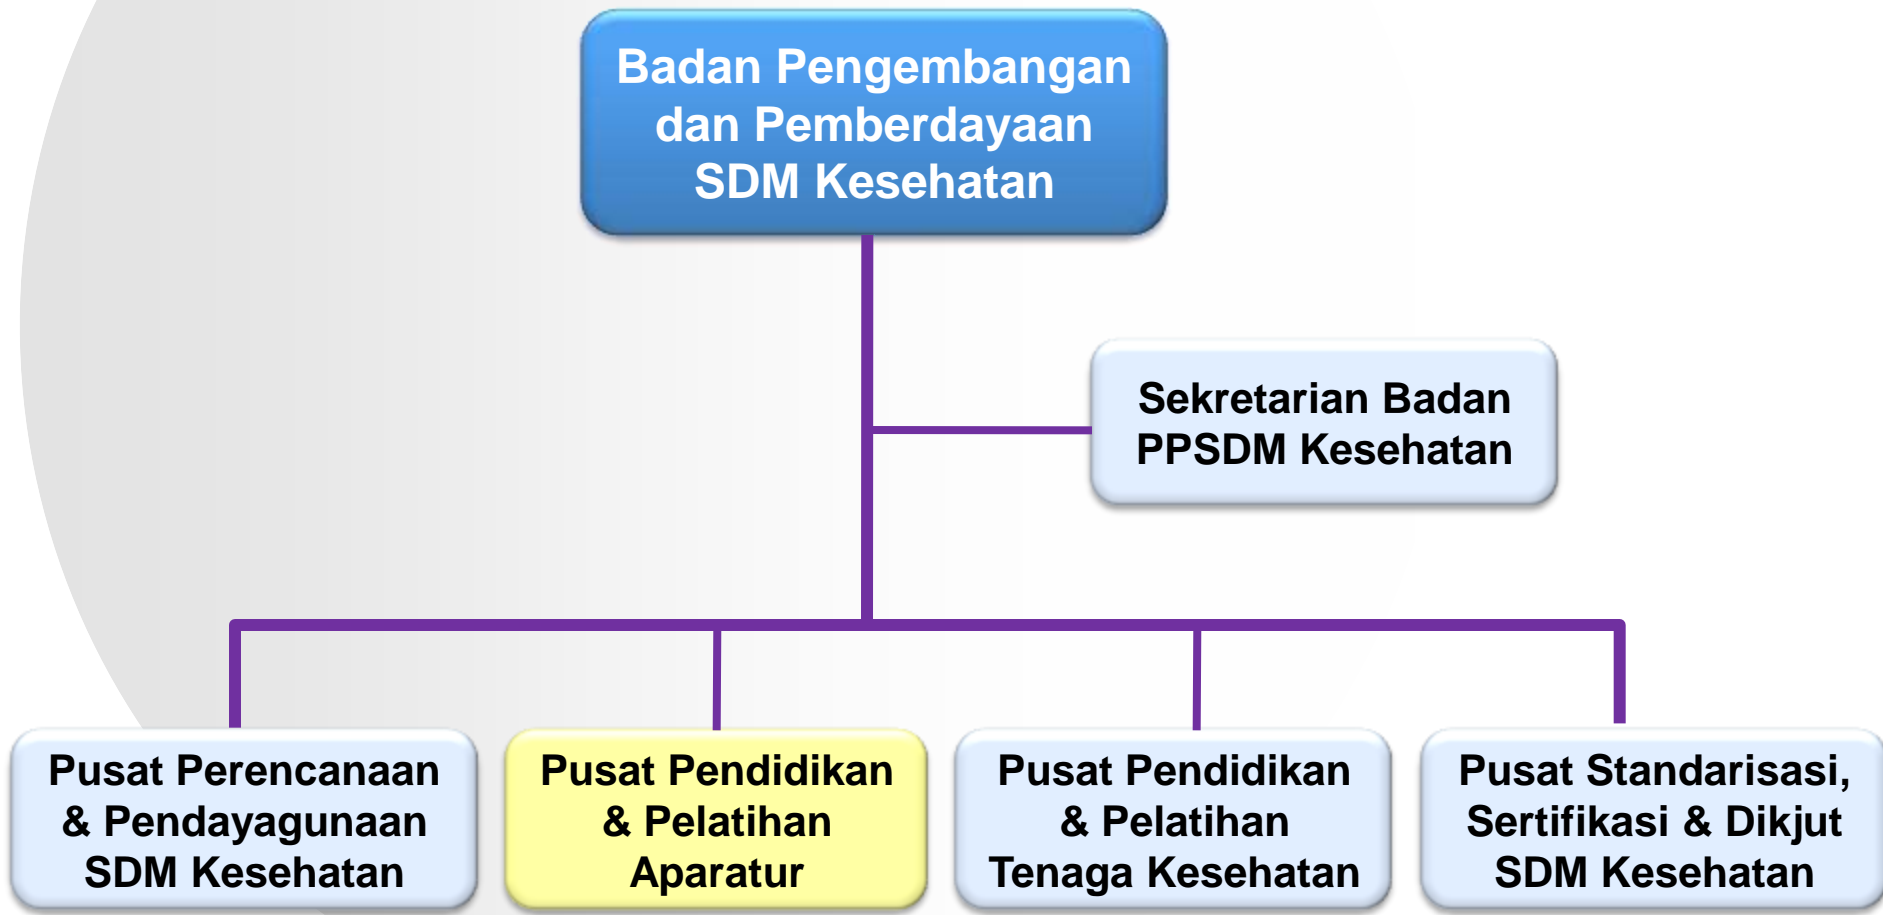 Badan Pengembangan
dan Pemberdayaan
SDM Kesehatan
Sekretarian Badan
PPSDM Kesehatan
Pusat Perencanaan
& Pendayagunaan
SDM Kesehatan
Pusat Pendidikan
& Pelatihan
Aparatur
Pusat Pendidikan
& Pelatihan
Tenaga Kesehatan
Pusat Standarisasi,
Sertifikasi & Dikjut
SDM Kesehatan